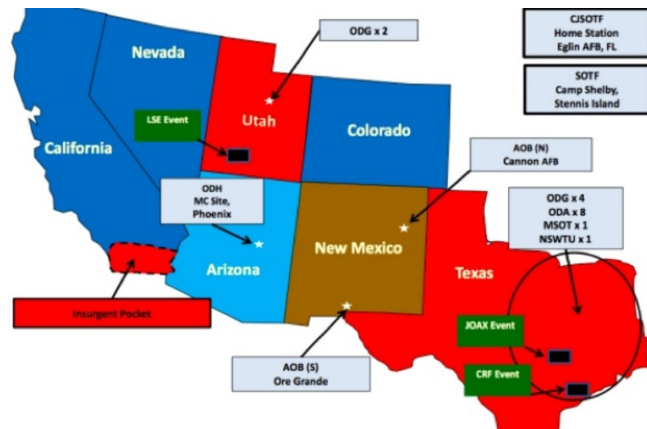 ODG x 2
CJSOTF
Home Station
Eglin AFB, FL
SOTF
Camp Shelby,
Stennis Island
Nevada
LSE Event
Utah
Colorado
California
AOB (N)
Cannon AFB
ODH
MC Site,
Phoenix
ODG x 4
ODA x 8
MSOT x 1
NSWTU x 1
New Mexico
Arizona
Texas
Insurgent Pocket
JOAX Event
AOB (S)
Ore Grande
CRF Event